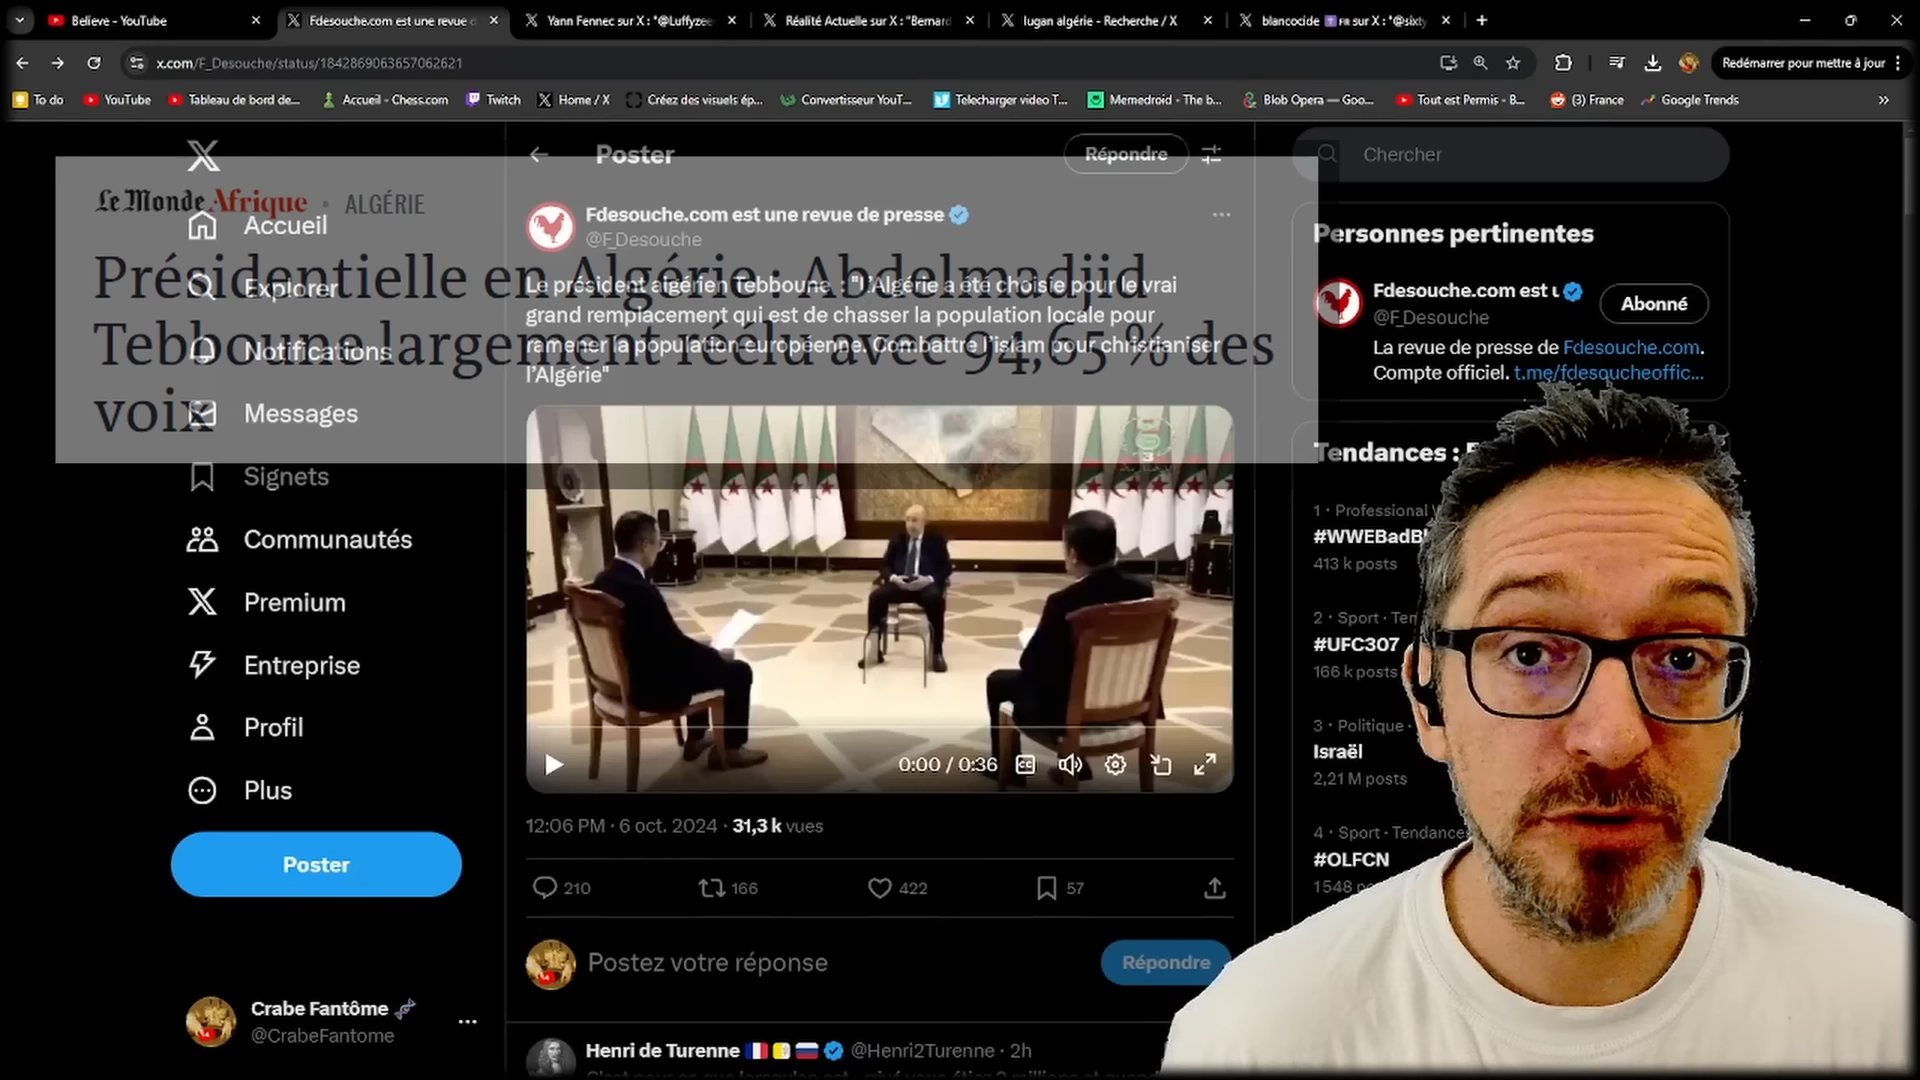 Believe - YouTube
Fdesouche.com est une revue d
Yann Fennec sur X : "@Luffyzee
Réalité Actuelle sur X : "Bernard
lugan algérie - Recherche / X
blancocide FR sur X : "@sixty
x.com/F_Desouche/status/1842869063657062621
Redémarrer pour mettre à jour
To do
YouTube
Tableau de bord de...
Accueil - Chess.com
Twitch
Home / X
Créez des visuels ép...
Convertisseur YouT...
Telecharger video T...
Memedroid - The b...
Blob Opera — Goo...
Tout est Permis - B...
(3) France
Google Trends
Poster
Répondre
Chercher
Le Monde Afrique • ALGÉRIE
Présidentielle en Algérie : Abdelmadjid
Tebboune largement réélu avec 94,65 % des
voix
Accueil
Explorer
Notifications
Messages
Signets
Communautés
Premium
Entreprise
Profil
Plus
Poster
Crabe Fantôme
@CrabeFantome
Fdesouche.com est une revue de presse
@F_Desouche
Le président algérien Tebboune : "l'Algérie a été choisie pour le vrai
grand remplacement qui est de chasser la population locale pour
ramener la population européenne. Combattre l'islam pour christianiser
l'Algérie"
0:00 / 0:36
12:06 PM · 6 oct. 2024 · 31,3 k vues
210
166
422
57
Postez votre réponse
Répondre
Henri de Turenne @Henri2Turenne · 2h
Personnes pertinentes
Fdesouche.com est
@F_Desouche
Abonné
La revue de presse de Fdesouche.com.
Compte officiel. t.me/fdesoucheoffic...
Tendances :
1 · Professional
#WWEBadBl
413 k posts
2 · Sport · Ten
#UFC307
166 k posts
3 · Politique ·
Israël
2,21 M posts
4 · Sport · Tendances
#OLFCN
1 548